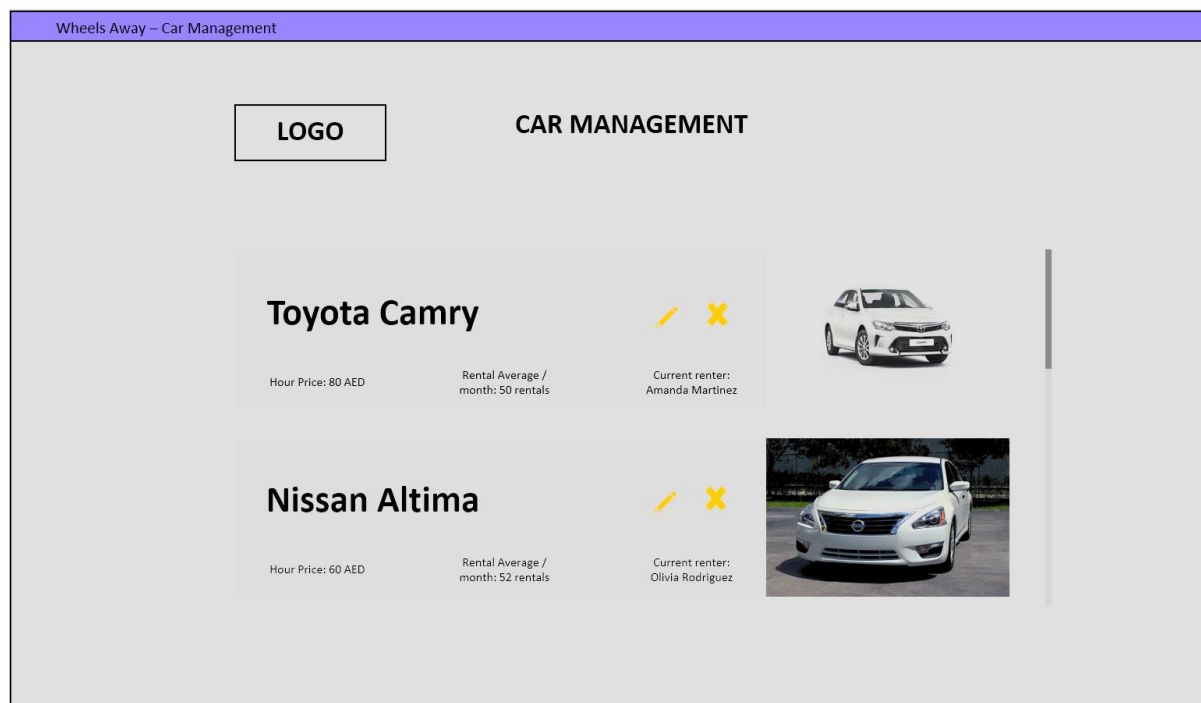 Wheels Away – Car Management
LOGO
CAR MANAGEMENT
Toyota Camry
Hour Price: 80 AED
Rental Average /
month: 50 rentals
Current renter:
Amanda Martinez
Nissan Altima
Hour Price: 60 AED
Rental Average /
month: 52 rentals
Current renter:
Olivia Rodriguez